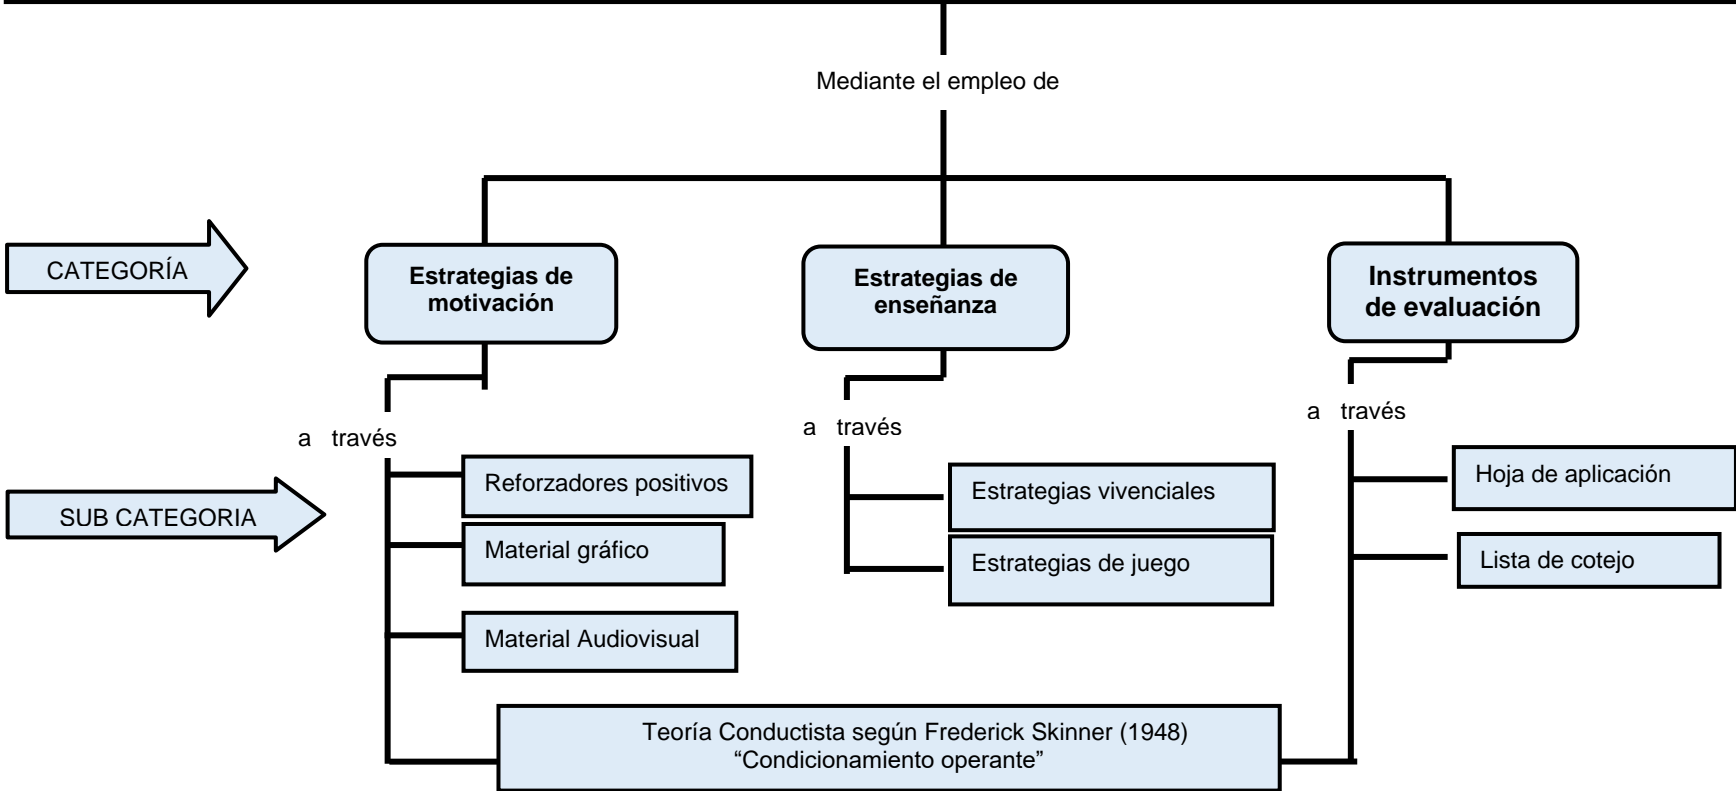 Mediante el empleo de
CATEGORÍA
Estrategias de
motivación
Estrategias de
enseñanza
Instrumentos
de evaluación
a través
a través
a través
SUB CATEGORIA
Reforzadores positivos
Material gráfico
Material Audiovisual
Estrategias vivenciales
Estrategias de juego
Hoja de aplicación
Lista de cotejo
Teoría Conductista según Frederick Skinner (1948)
“Condicionamiento operante”